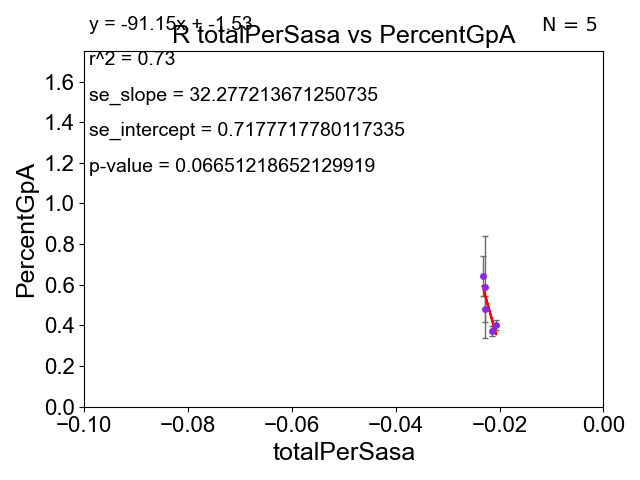 y = -91.15x + -1.53
N = 5
R totalPerSasa vs PercentGpA
r^2 = 0.73
se_slope = 32.277213671250735
se_intercept = 0.7177717780117335
p-value = 0.06651218652129919
PercentGpA
1.6
1.4
1.2
1.0
0.8
0.6
0.4
0.2
0.0
−0.10
−0.08
−0.06
−0.04
−0.02
0.00
totalPerSasa